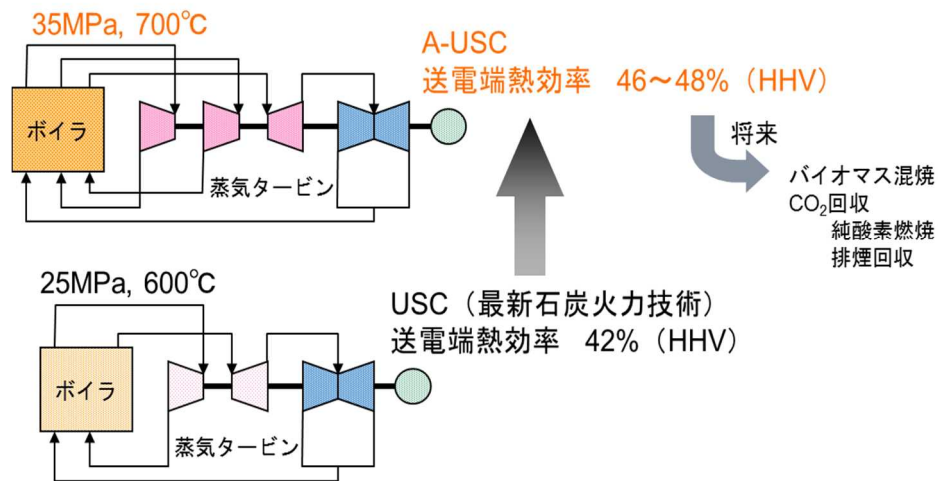 35MPa, 700℃
ボイラ
蒸気タービン
A-USC
送電端熱効率 46～48%（HHV）
将来
バイオマス混焼
CO₂回収
純酸素燃焼
排煙回収
25MPa, 600℃
ボイラ
蒸気タービン
USC（最新石炭火力技術）
送電端熱効率 42%（HHV）